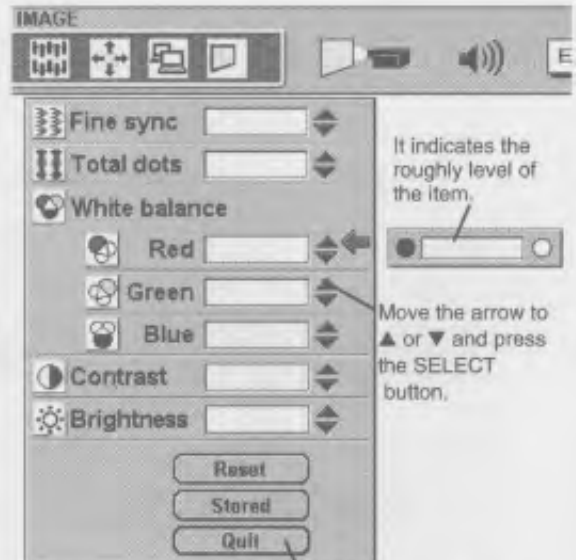 IMAGE
E
Fine sync
Total dots
White balance
Red
Green
Blue
Contrast
Brightness
Reset
Stored
Quit
It indicates the
roughly level of
the item.
Move the arrow to
▲ or ▼ and press
the SELECT
button.